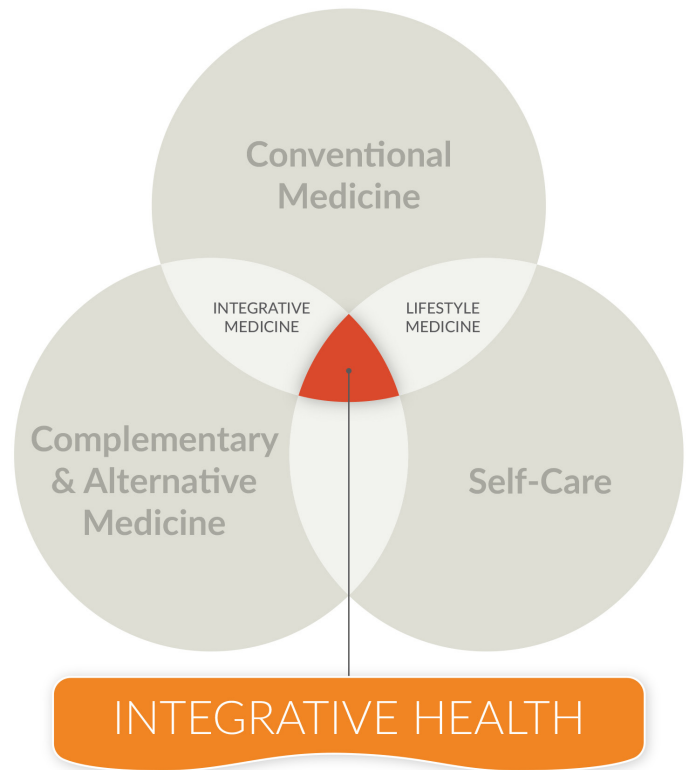 Conventional
Medicine
INTEGRATIVE
MEDICINE
LIFESTYLE
MEDICINE
Complementary
& Alternative
Medicine
Self-Care
INTEGRATIVE HEALTH